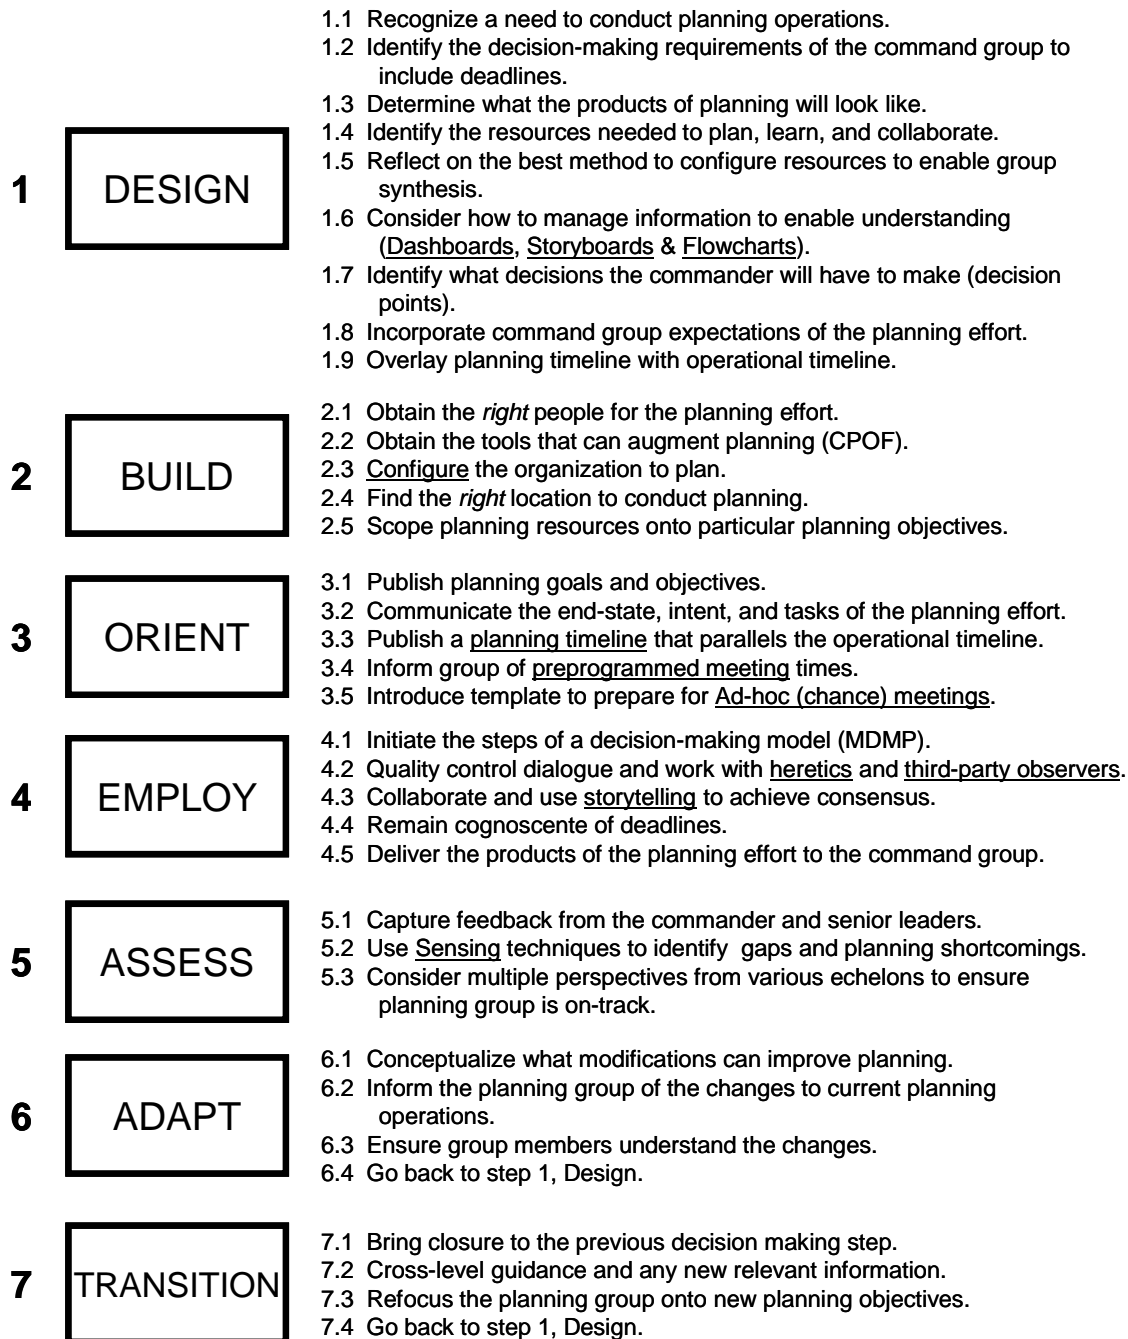 1
DESIGN
1.1 Recognize a need to conduct planning operations.
1.2 Identify the decision-making requirements of the command group to
include deadlines.
1.3 Determine what the products of planning will look like.
1.4 Identify the resources needed to plan, learn, and collaborate.
1.5 Reflect on the best method to configure resources to enable group
synthesis.
1.6 Consider how to manage information to enable understanding
(Dashboards, Storyboards & Flowcharts).
1.7 Identify what decisions the commander will have to make (decision
points).
1.8 Incorporate command group expectations of the planning effort.
1.9 Overlay planning timeline with operational timeline.
2
BUILD
2.1 Obtain the right people for the planning effort.
2.2 Obtain the tools that can augment planning (CPOF).
2.3 Configure the organization to plan.
2.4 Find the right location to conduct planning.
2.5 Scope planning resources onto particular planning objectives.
3
ORIENT
3.1 Publish planning goals and objectives.
3.2 Communicate the end-state, intent, and tasks of the planning effort.
3.3 Publish a planning timeline that parallels the operational timeline.
3.4 Inform group of preprogrammed meeting times.
3.5 Introduce template to prepare for Ad-hoc (chance) meetings.
4
EMPLOY
4.1 Initiate the steps of a decision-making model (MDMP).
4.2 Quality control dialogue and work with heretics and third-party observers.
4.3 Collaborate and use storytelling to achieve consensus.
4.4 Remain cognoscente of deadlines.
4.5 Deliver the products of the planning effort to the command group.
5
ASSESS
5.1 Capture feedback from the commander and senior leaders.
5.2 Use Sensing techniques to identify gaps and planning shortcomings.
5.3 Consider multiple perspectives from various echelons to ensure
planning group is on-track.
6
ADAPT
6.1 Conceptualize what modifications can improve planning.
6.2 Inform the planning group of the changes to current planning
operations.
6.3 Ensure group members understand the changes.
6.4 Go back to step 1, Design.
7
TRANSITION
7.1 Bring closure to the previous decision making step.
7.2 Cross-level guidance and any new relevant information.
7.3 Refocus the planning group onto new planning objectives.
7.4 Go back to step 1, Design.